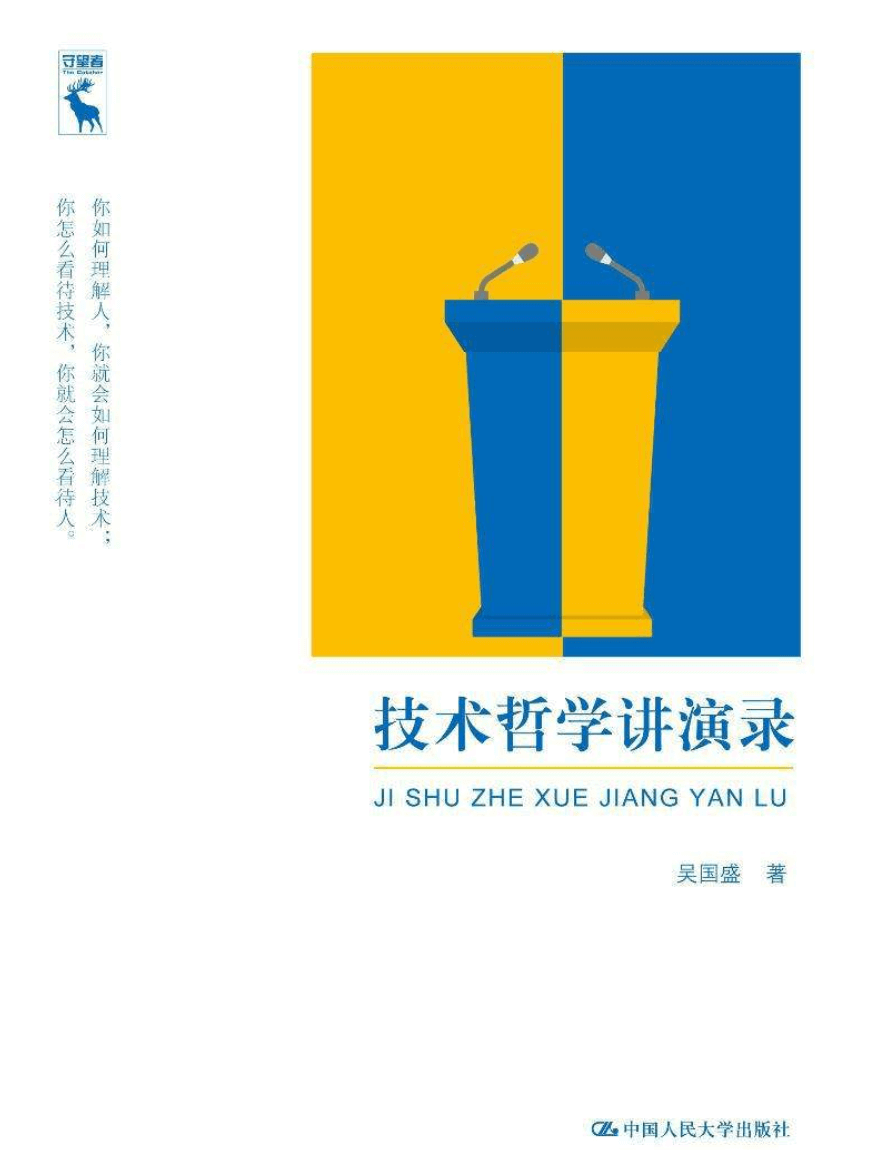 守望者
The Catcher
你如何理解人，你就会如何理解技术；
你怎么看待技术，你就会怎么看待人。
技术哲学讲演录
JI SHU ZHE XUE JIANG YAN LU
吴国盛 著
中国人民大学出版社